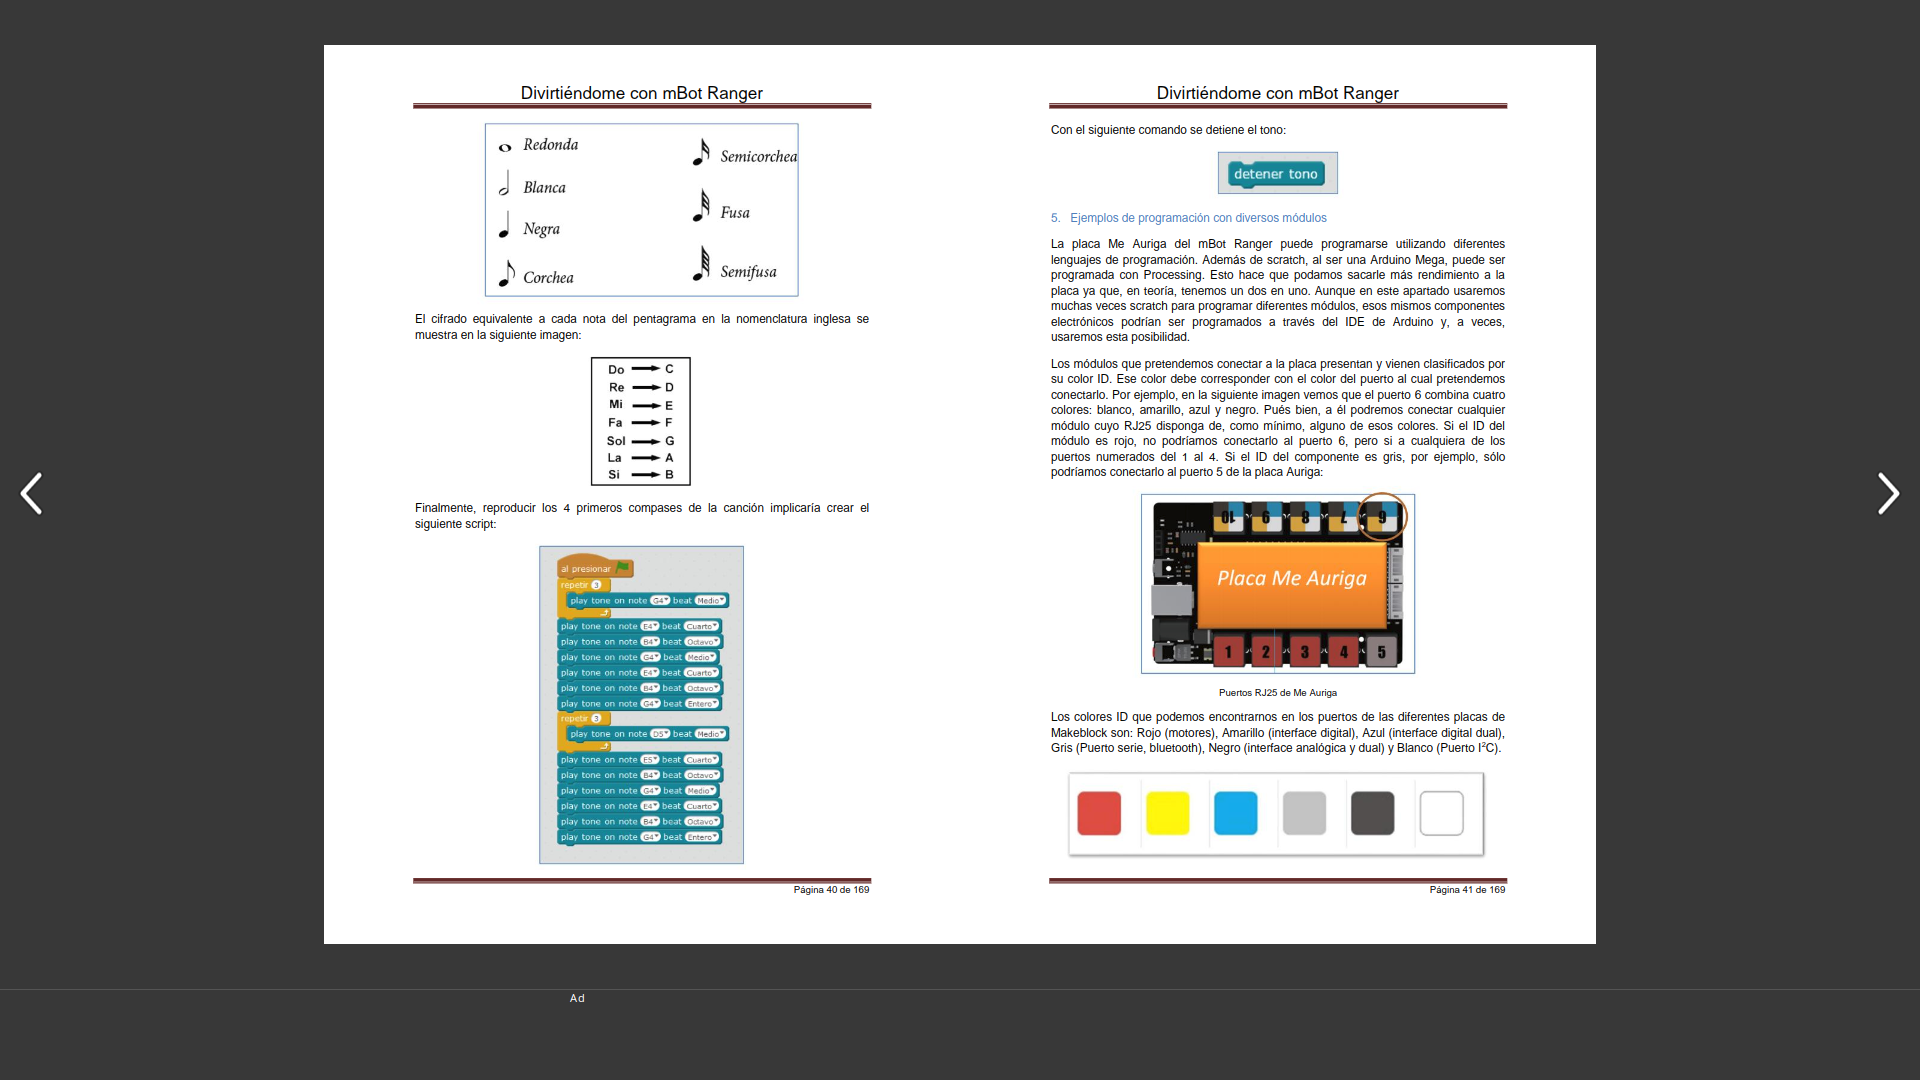 Divirtiéndome con mBot Ranger
Redonda
Blanca
Negra
Corchea
Semicorchea
Fusa
Semifusa
El cifrado equivalente a cada nota del pentagrama en la nomenclatura inglesa se
muestra en la siguiente imagen:
Do C
Re D
Mi E
Fa F
Sol G
La A
Si B
Finalmente, reproducir los 4 primeros compases de la canción implicaría crear el
siguiente script:
al presionar
repetir 3
play tone on note G4 beat Medio
play tone on note E4 beat Cuarto
play tone on note B4 beat Octavo
play tone on note G4 beat Medio
play tone on note E4 beat Cuarto
play tone on note B4 beat Octavo
play tone on note G4 beat Entero
repetir 3
play tone on note D5 beat Medio
play tone on note E5 beat Cuarto
play tone on note B4 beat Octavo
play tone on note G4 beat Medio
play tone on note E4 beat Cuarto
play tone on note B4 beat Octavo
play tone on note G4 beat Entero
Página 40 de 169
Divirtiéndome con mBot Ranger
Con el siguiente comando se detiene el tono:
detener tono
5. Ejemplos de programación con diversos módulos
La placa Me Auriga del mBot Ranger puede programarse utilizando diferentes
lenguajes de programación. Además de scratch, al ser una Arduino Mega, puede ser
programada con Processing. Esto hace que podamos sacarle más rendimiento a la
placa ya que, en teoría, tenemos un dos en uno. Aunque en este apartado usaremos
muchas veces scratch para programar diferentes módulos, esos mismos componentes
electrónicos podrían ser programados a través del IDE de Arduino y, a veces,
usaremos esta posibilidad.
Los módulos que pretendemos conectar a la placa presentan y vienen clasificados por
su color ID. Ese color debe corresponder con el color del puerto al cual pretendemos
conectarlo. Por ejemplo, en la siguiente imagen vemos que el puerto 6 combina cuatro
colores: blanco, amarillo, azul y negro. Pués bien, a él podremos conectar cualquier
módulo cuyo RJ25 disponga de, como mínimo, alguno de esos colores. Si el ID del
módulo es rojo, no podríamos conectarlo al puerto 6, pero si a cualquiera de los
puertos numerados del 1 al 4. Si el ID del componente es gris, por ejemplo, sólo
podríamos conectarlo al puerto 5 de la placa Auriga:
10 9 8 7 6
Placa Me Auriga
1 2 3 4 5
Puertos RJ25 de Me Auriga
Los colores ID que podemos encontrarnos en los puertos de las diferentes placas de
Makeblock son: Rojo (motores), Amarillo (interface digital), Azul (interface digital dual),
Gris (Puerto serie, bluetooth), Negro (interface analógica y dual) y Blanco (Puerto I²C).
Página 41 de 169
Ad